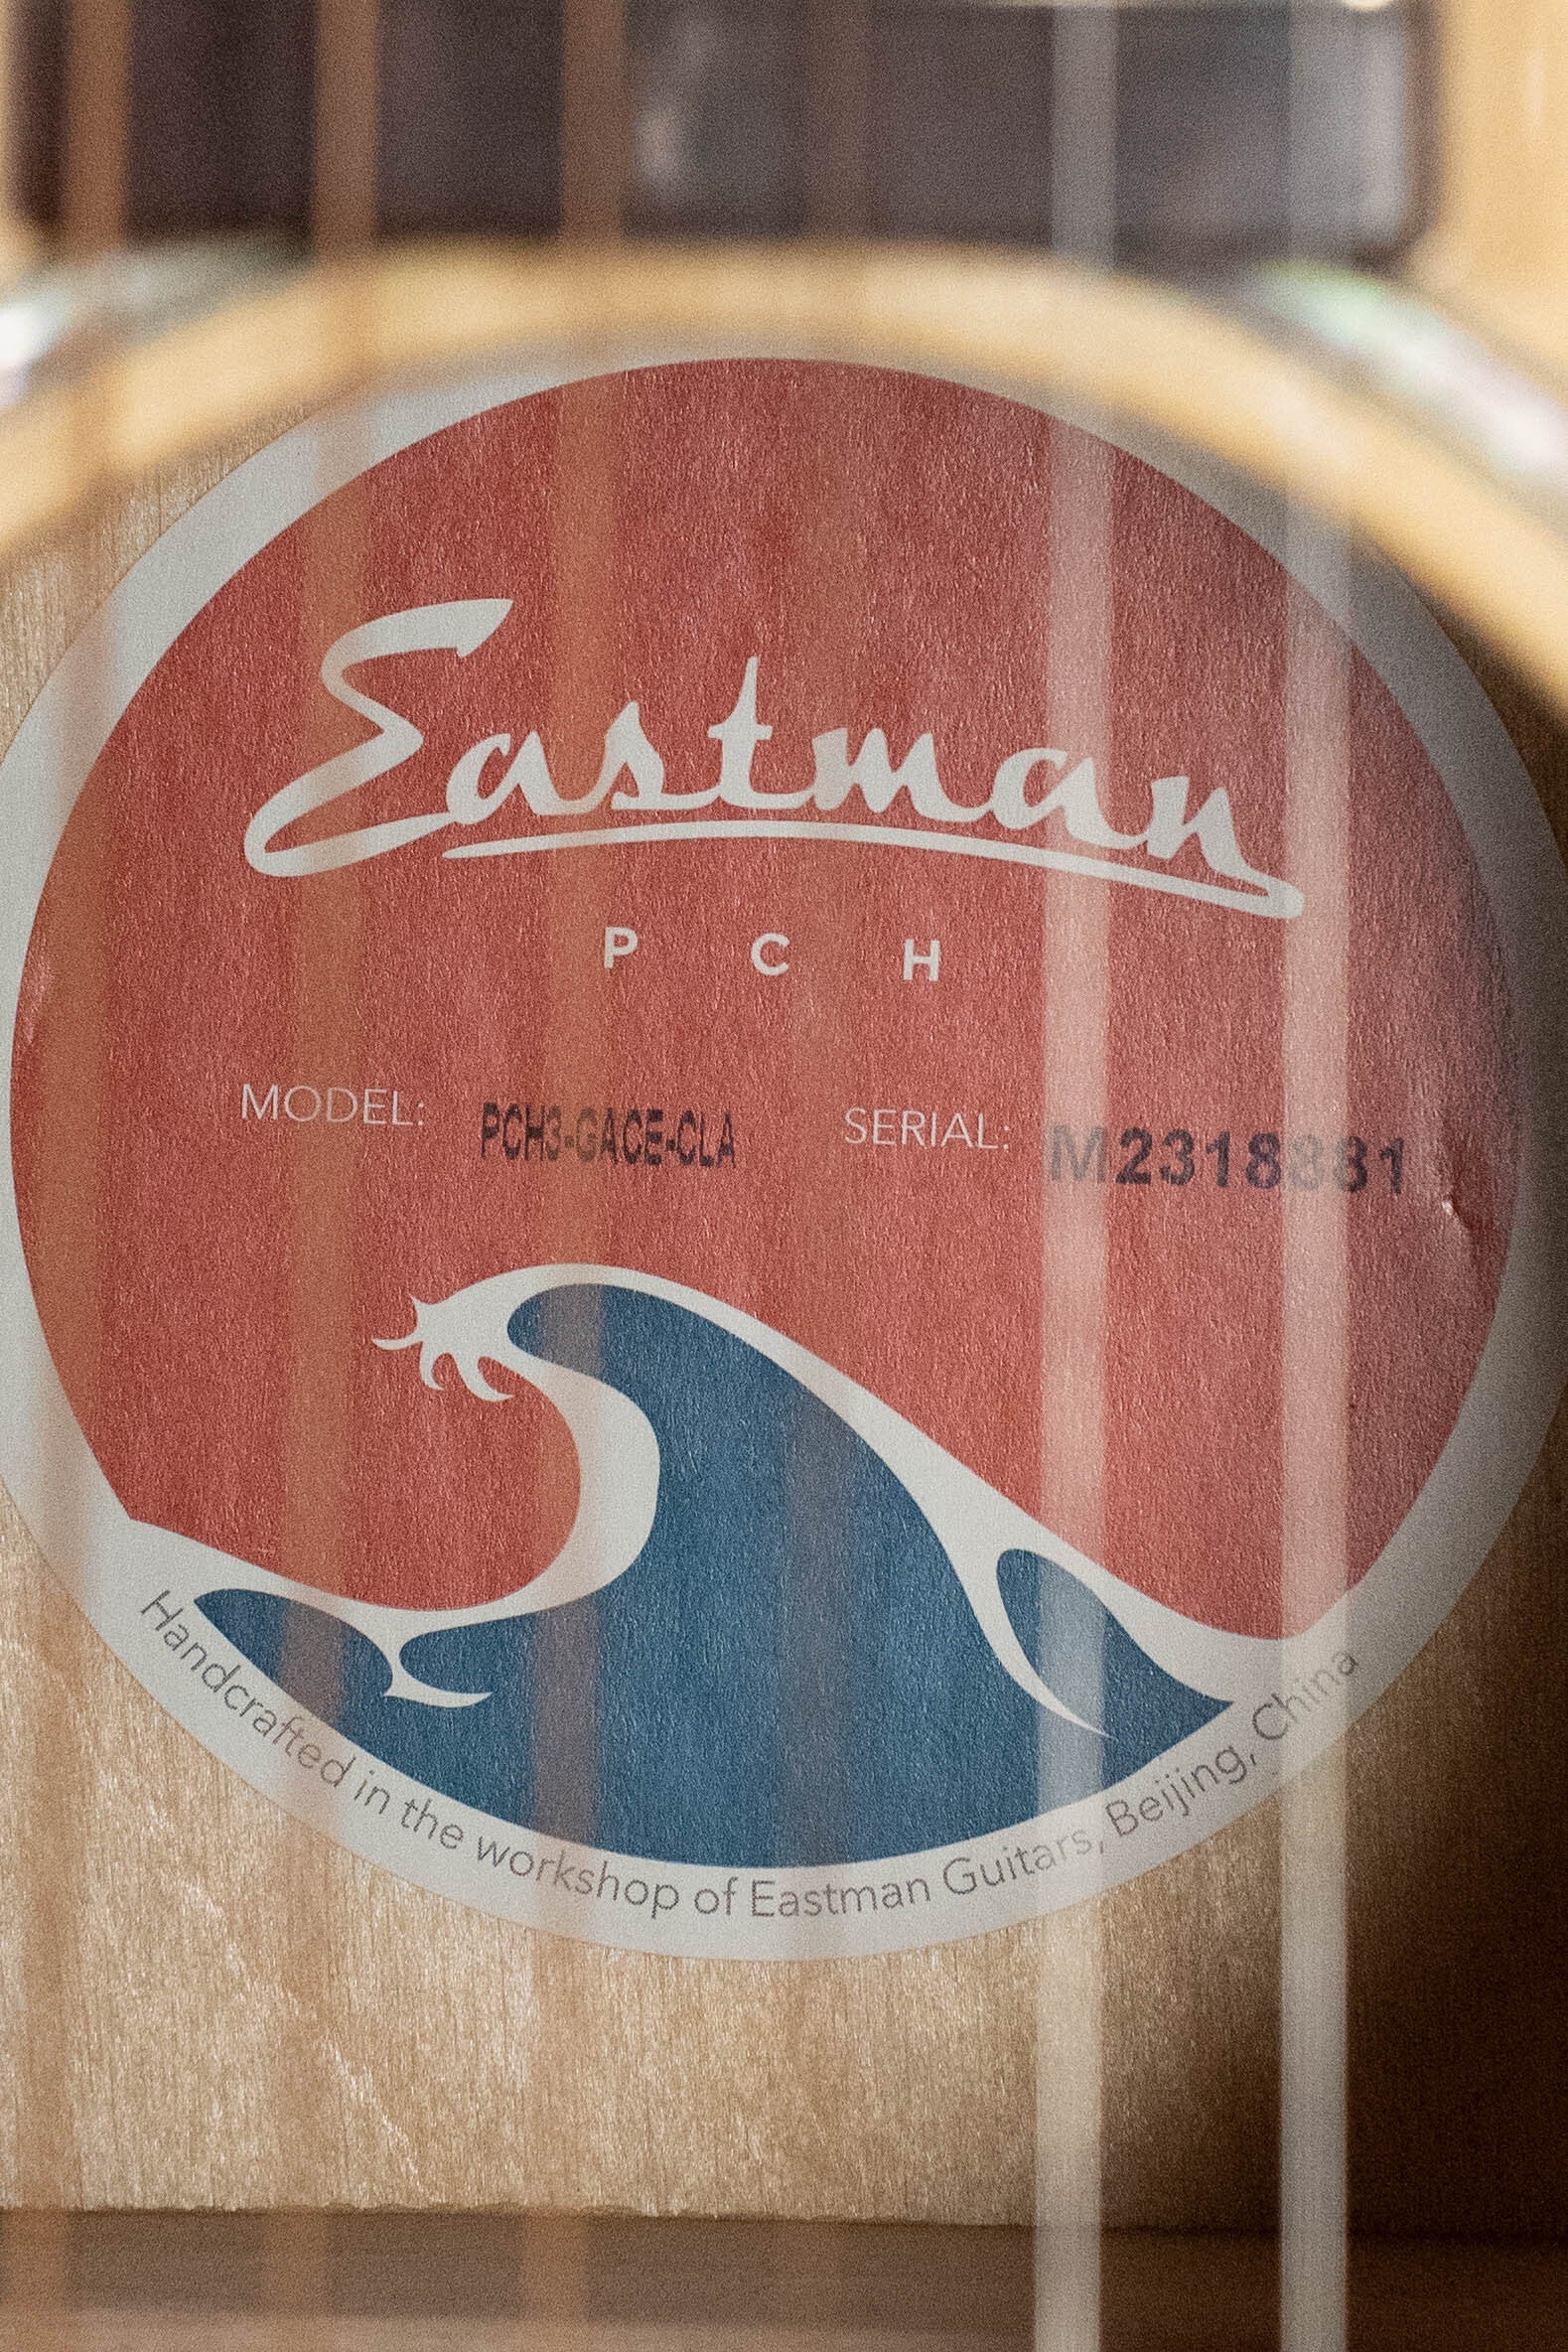 Eastman
PCH
MODEL: PCH3-GACE-CLA SERIAL: M2318381
Handcrafted in the workshop of Eastman Guitars, Beijing, China